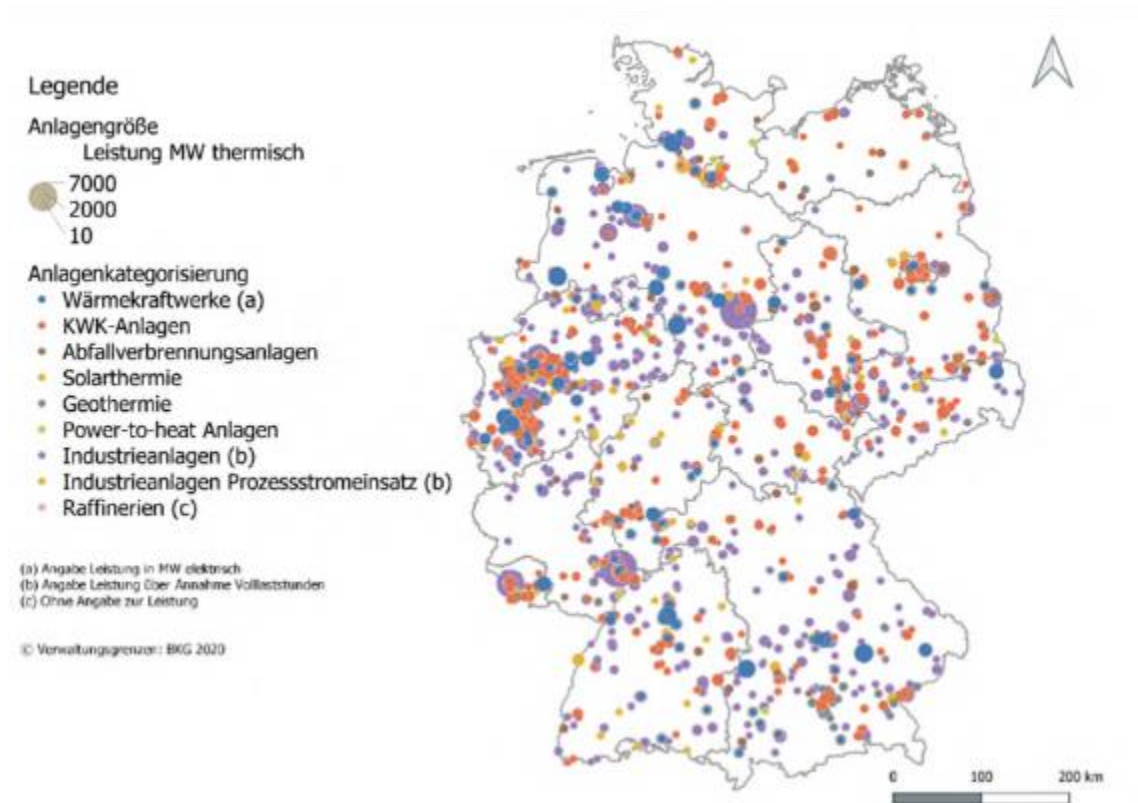 Legende
Anlagengröße
Leistung MW thermisch
7000
2000
10
Anlagenkategorisierung
Wärmekraftwerke (a)
KWK-Anlagen
Abfallverbrennungsanlagen
Solarthermie
Geothermie
Power-to-heat Anlagen
Industrieanlagen (b)
Industrieanlagen Prozessstromeinsatz (b)
Raffinerien (c)
(a) Angabe Leistung in MW elektrisch
(b) Angabe Leistung über Annahme Volllaststunden
(c) Ohne Angabe zur Leistung
© Verwaltungsgrenzen: BKG 2020
0 100 200 km